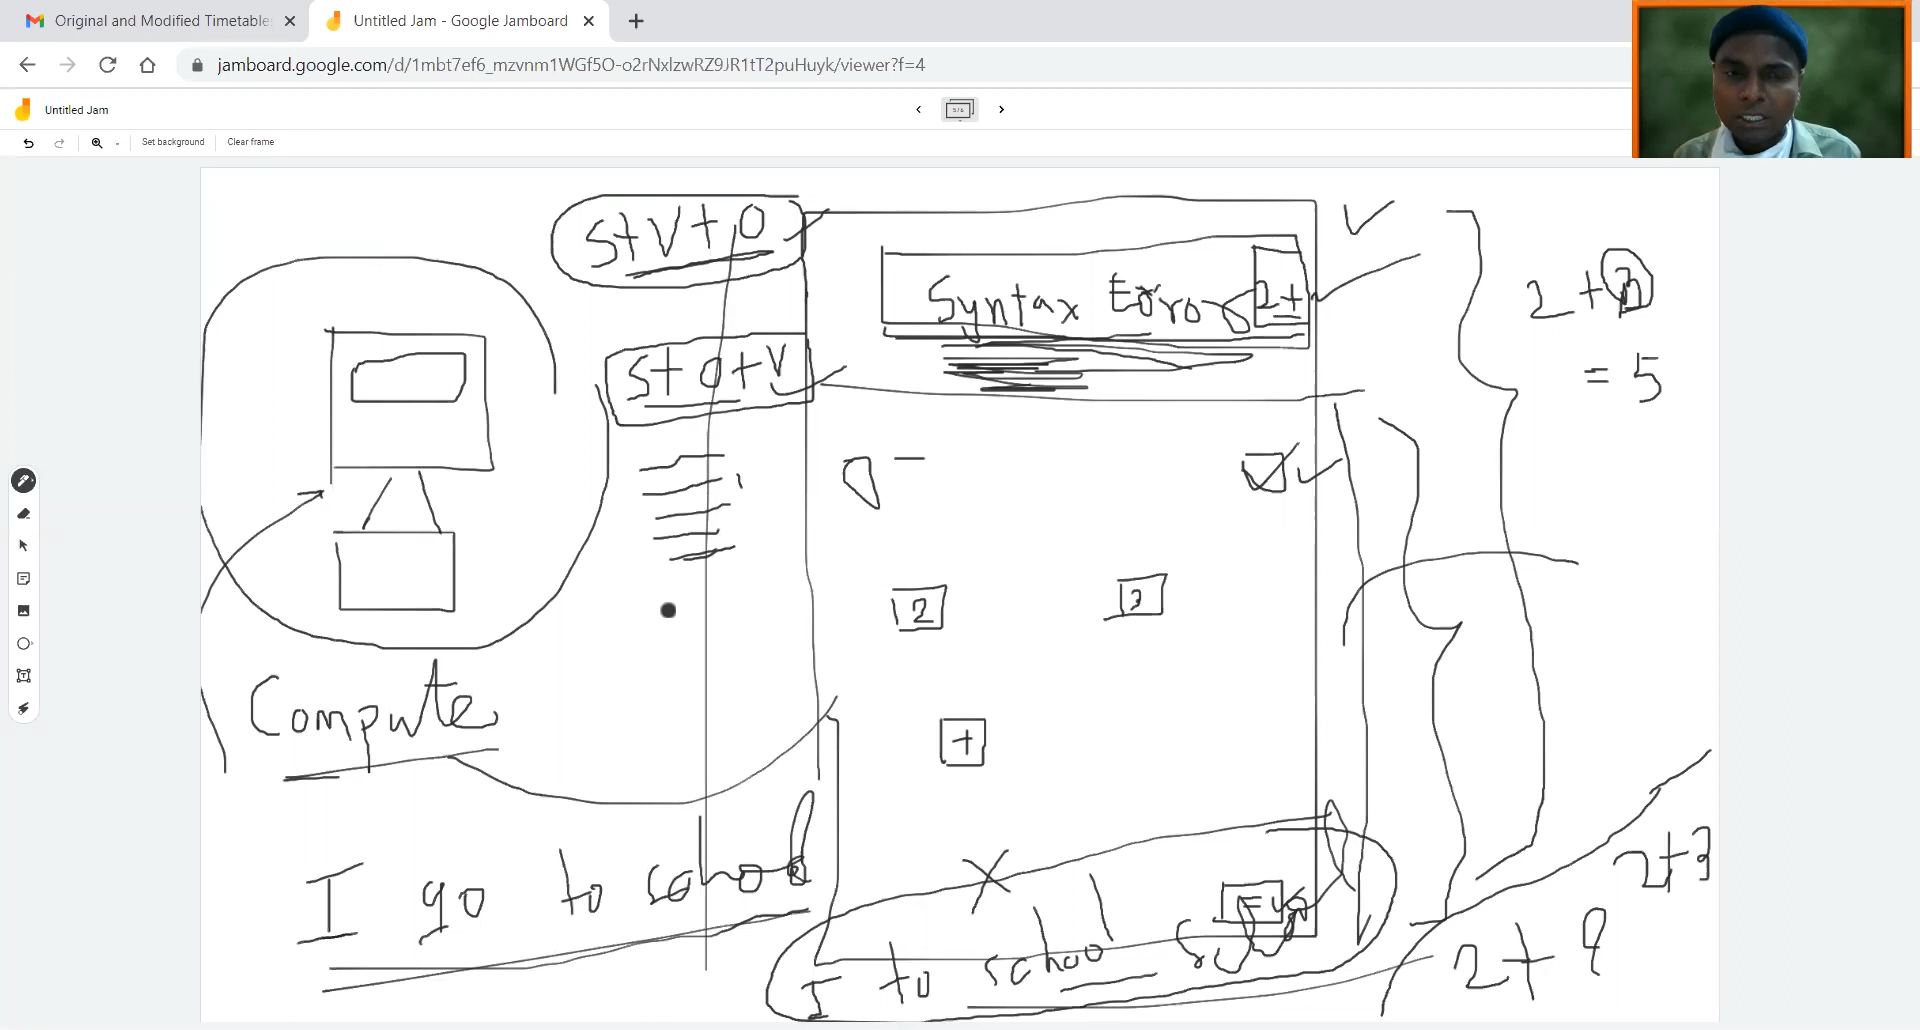 Original and Modified Timetable
Untitled Jam - Google Jamboard
jamboard.google.com/d/1mbt7ef6_mzvnm1WGf5O-o2rNxlzwRZ9JR1tT2puHuyk/viewer?f=4
Untitled Jam
5/6
Set background
Clear frame
S+V+O
Syntax Error 2+
2+3
= 5
S+O+V
2
3
+
Compute
I go to school
=
I to school
2+3
2+?